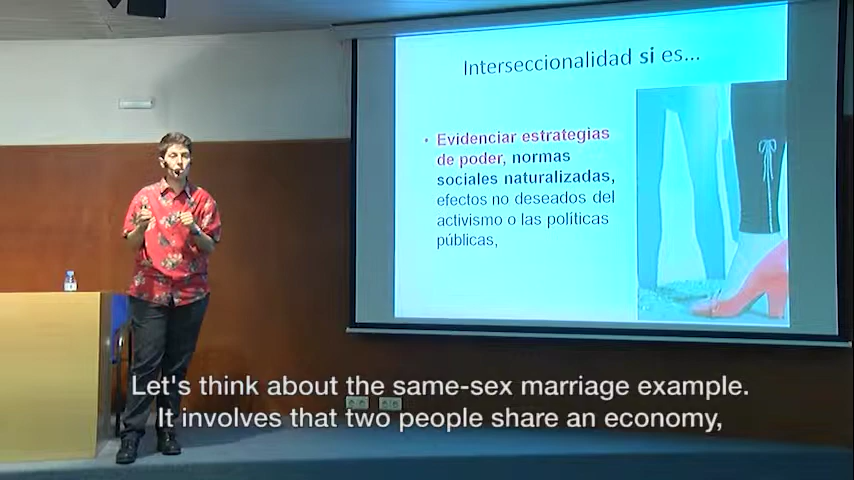 Interseccionalidad si es...
• Evidenciar estrategias
de poder, normas
sociales naturalizadas,
efectos no deseados del
activismo o las políticas
públicas,
Let's think about the same-sex marriage example.
It involves that two people share an economy,